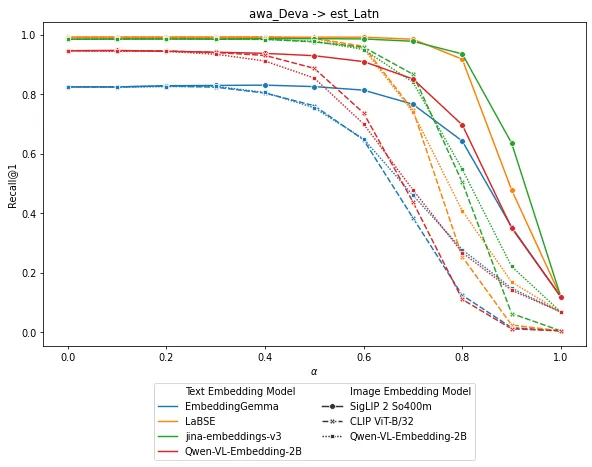 awa_Deva -> est_Latn
1.0
0.8
0.6
0.4
0.2
0.0
Recall@1
0.0 0.2 0.4 0.6 0.8 1.0
α
Text Embedding Model
EmbeddingGemma
LaBSE
jina-embeddings-v3
Qwen-VL-Embedding-2B
Image Embedding Model
SigLIP 2 So400m
CLIP ViT-B/32
Qwen-VL-Embedding-2B